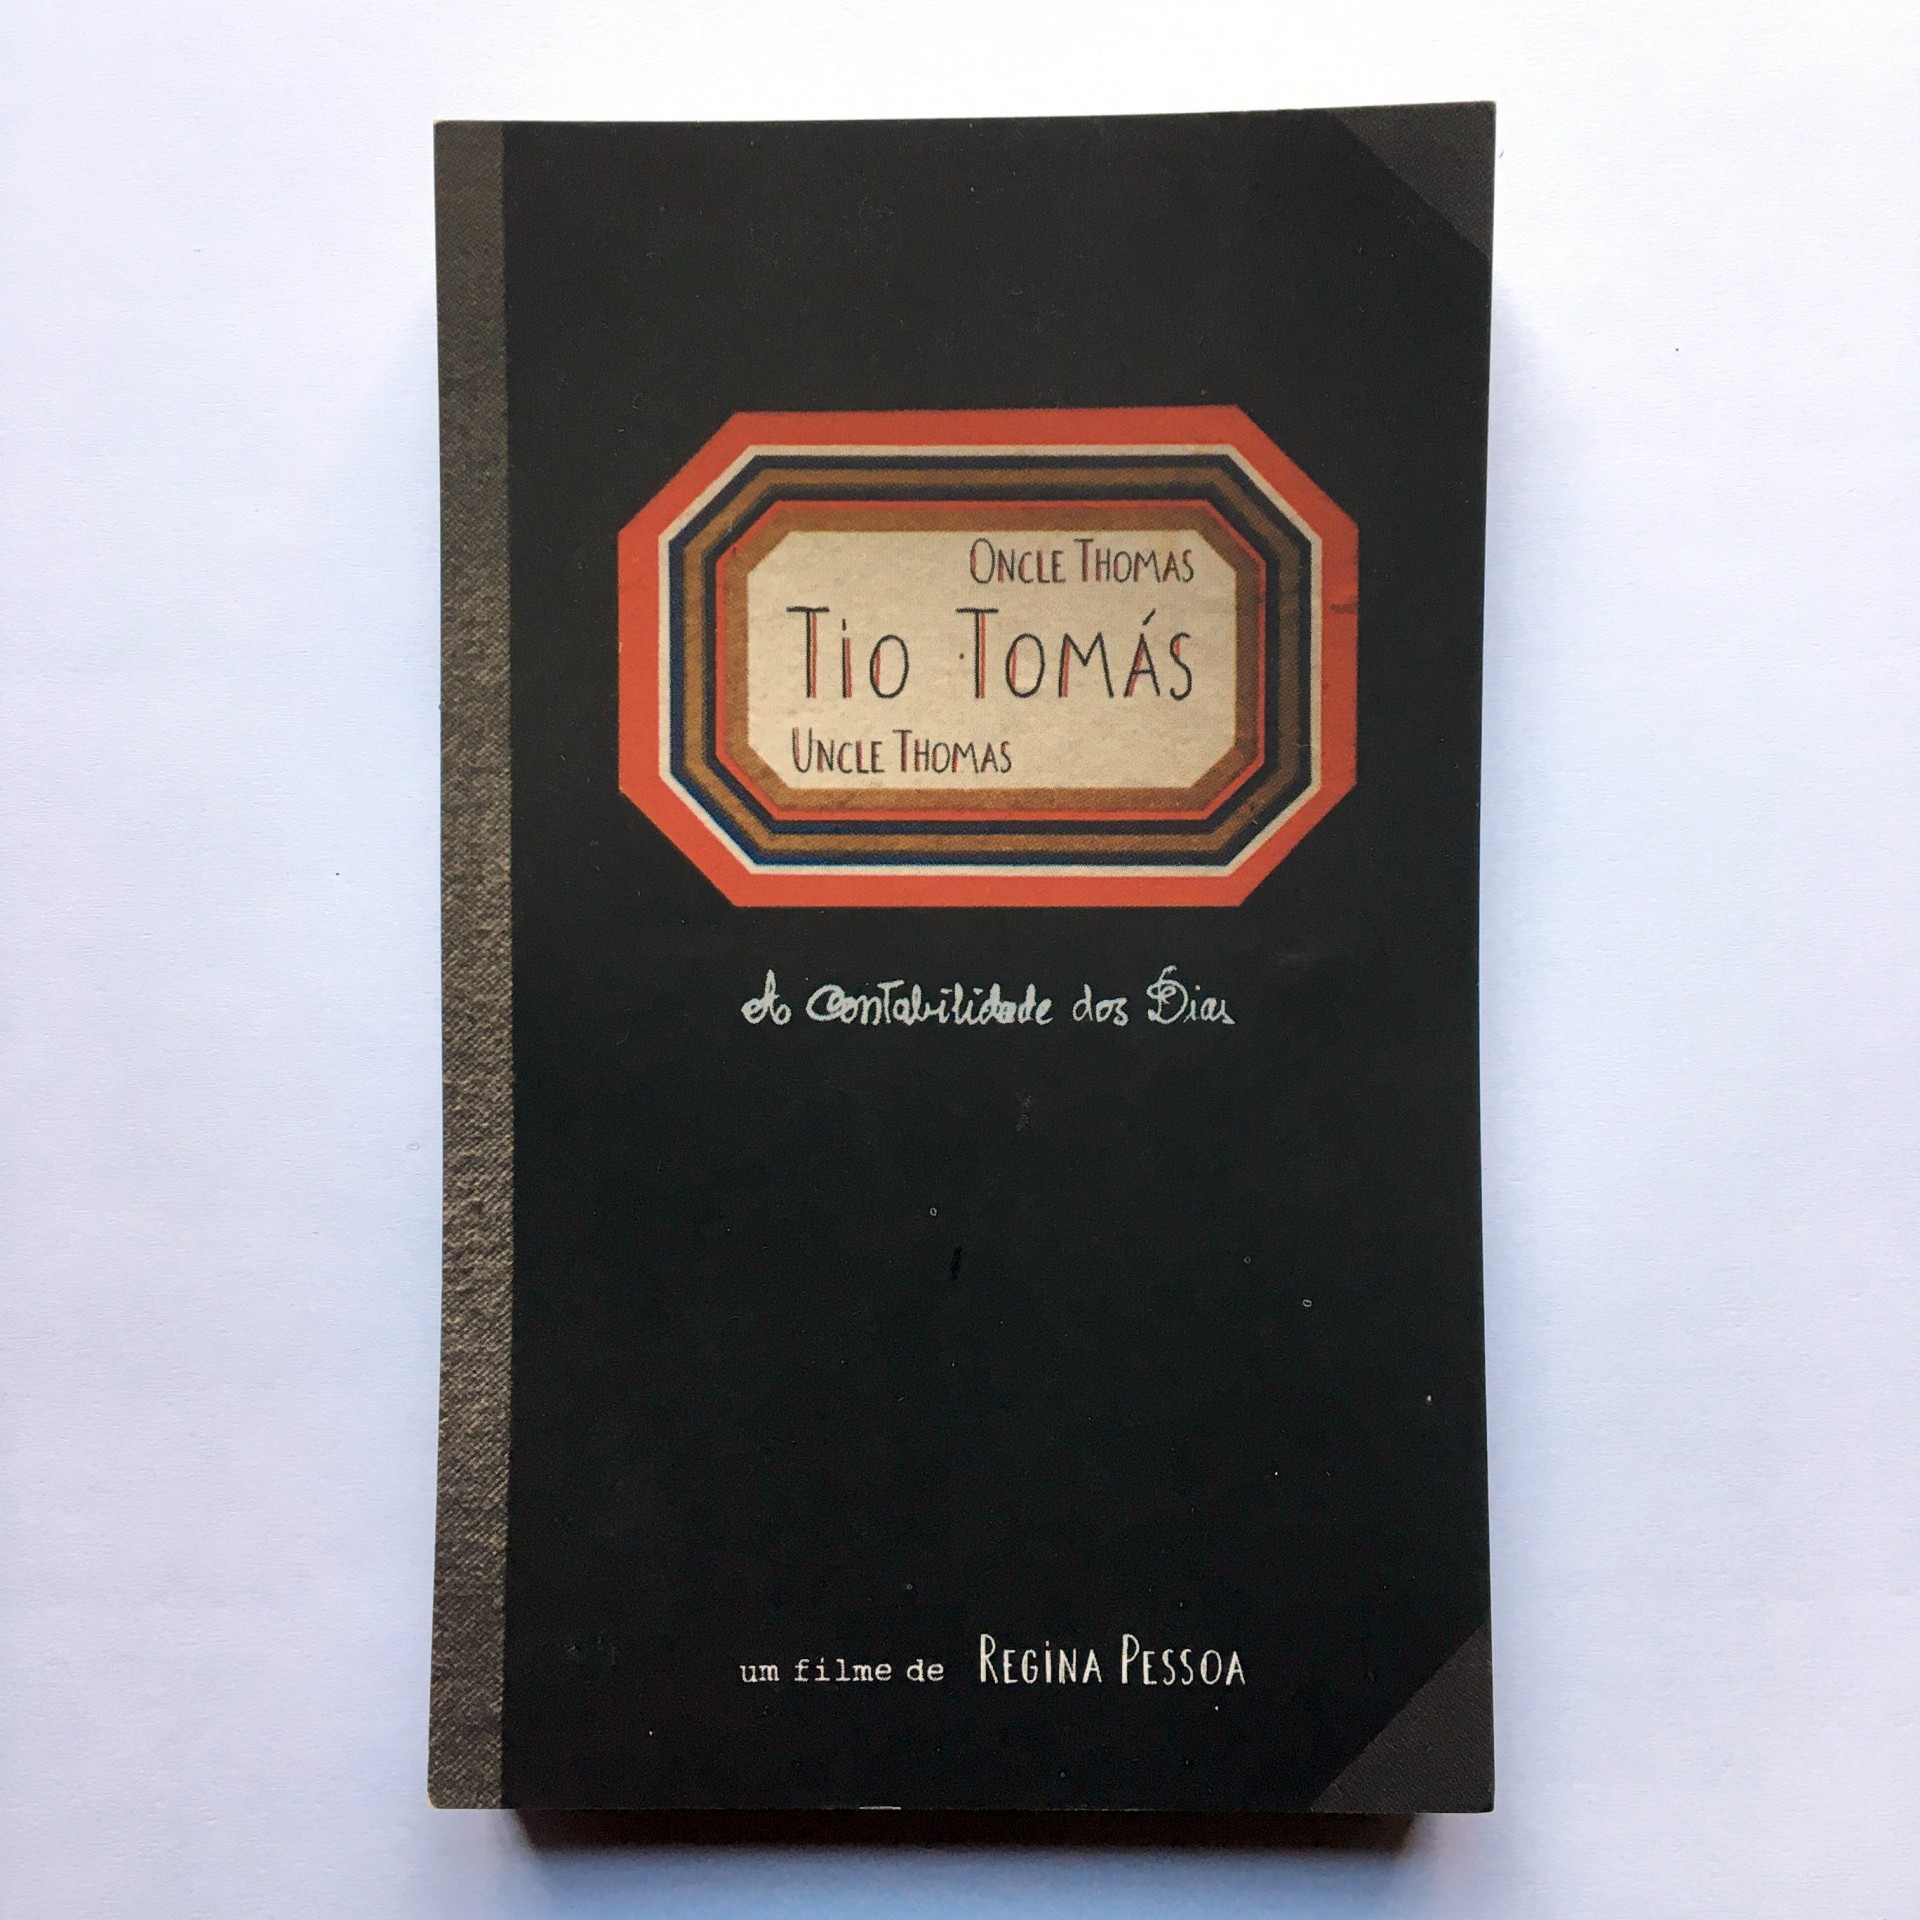 ONCLE THOMAS
TIO TOMÁS
UNCLE THOMAS
A Contabilidade dos Dias
um filme de REGINA PESSOA